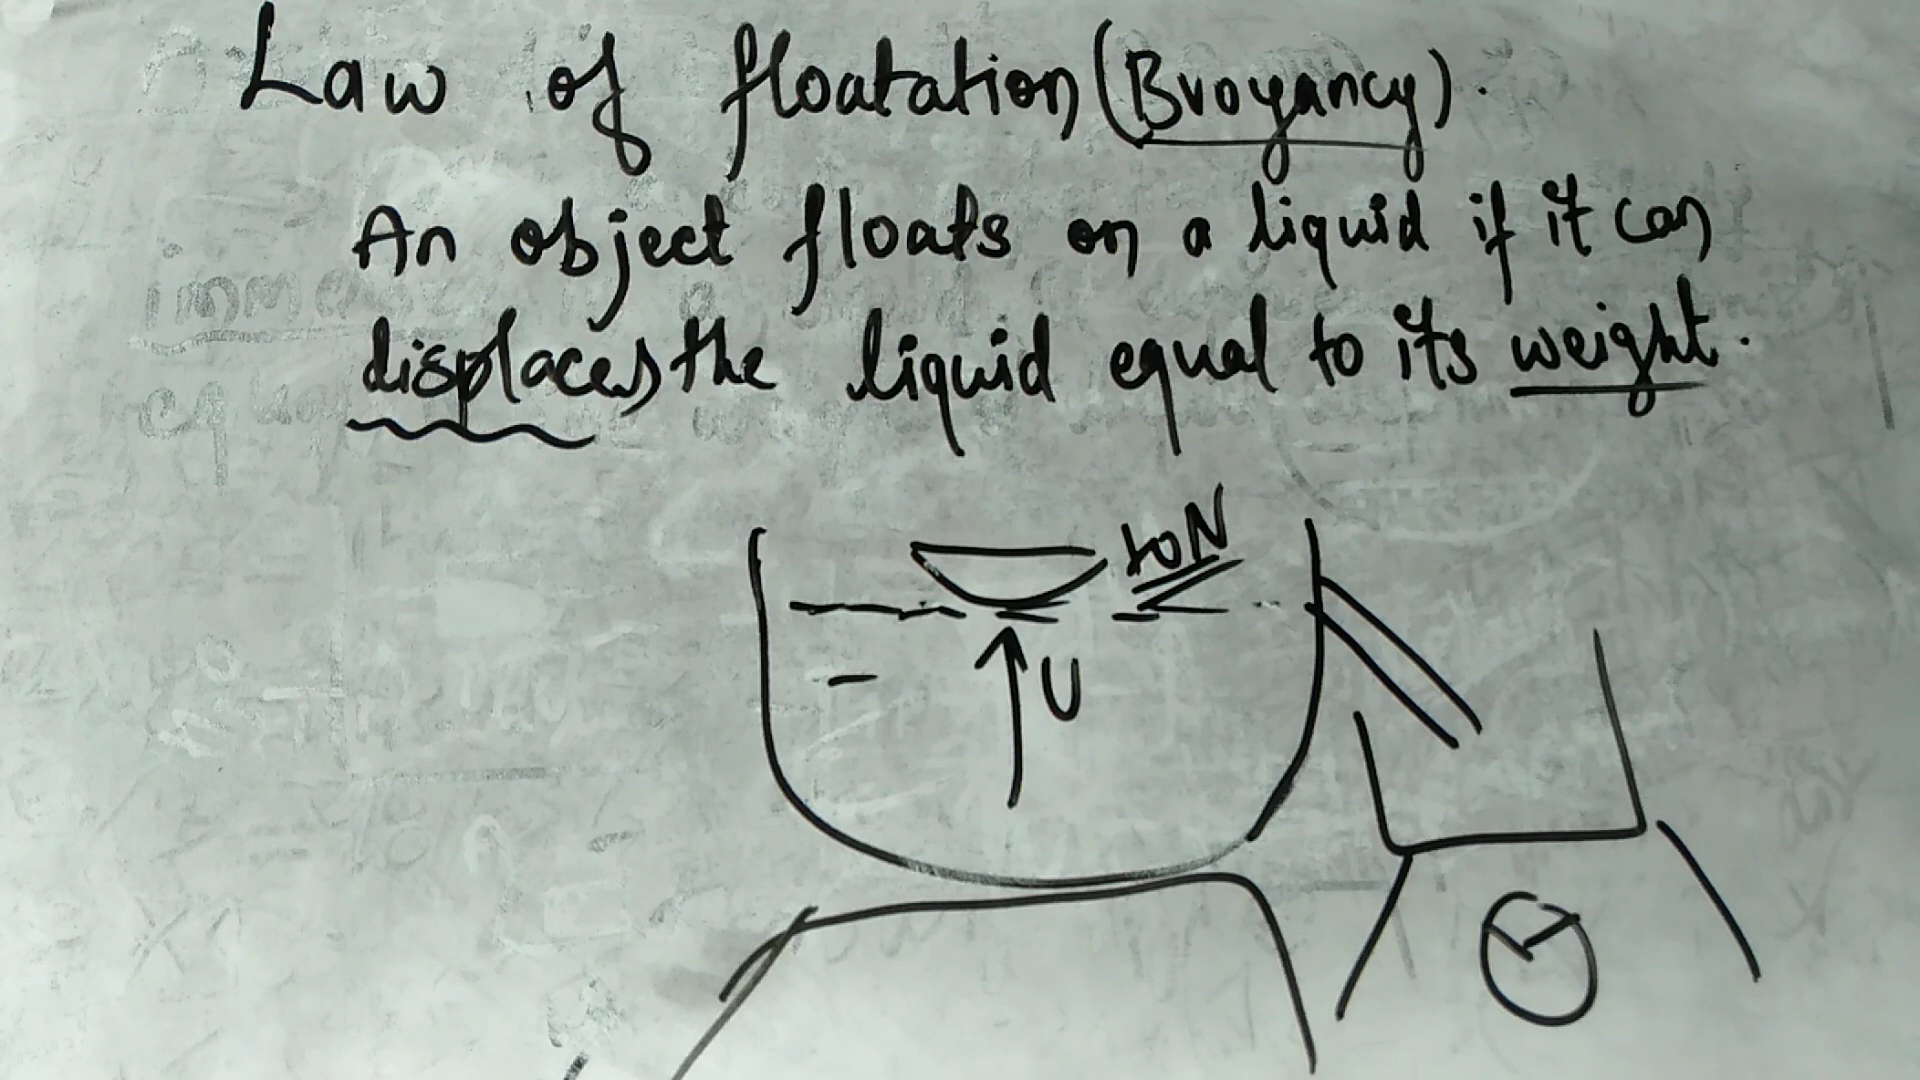 Law of floatation (Buoyancy).
An object floats on a liquid if it can
displaces the liquid equal to its weight.
10N
U